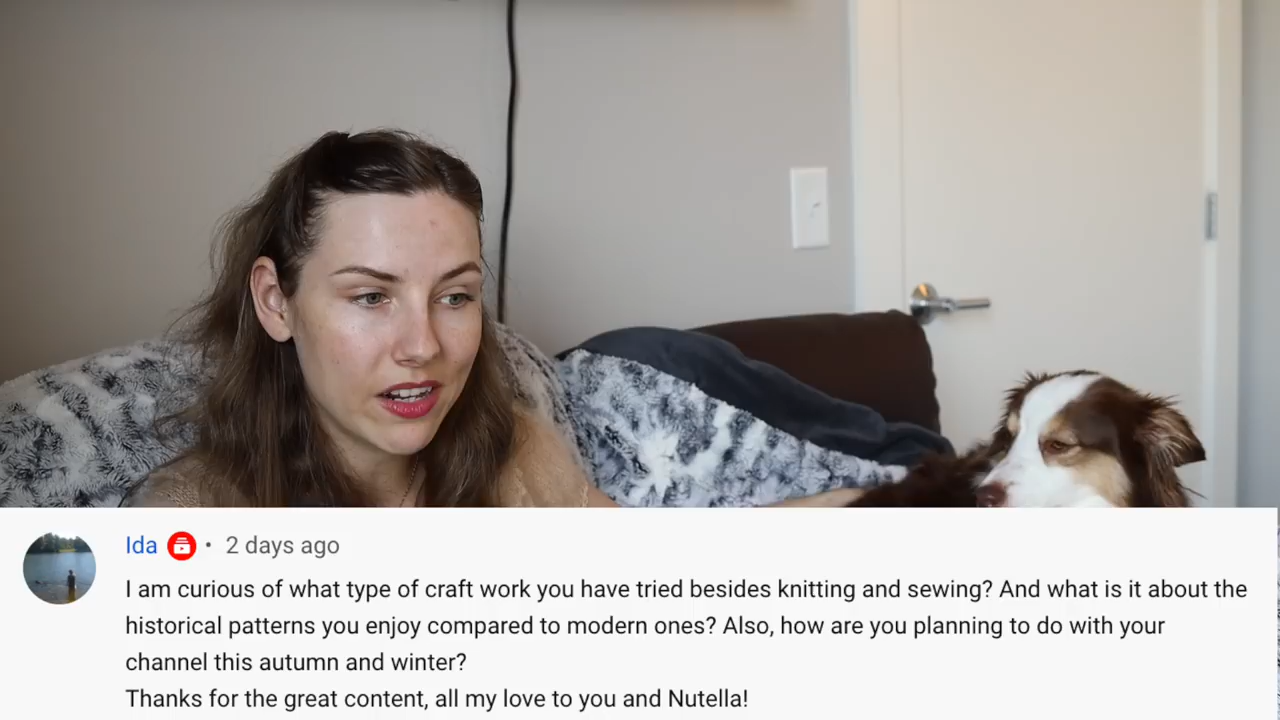 Ida • 2 days ago
I am curious of what type of craft work you have tried besides knitting and sewing? And what is it about the
historical patterns you enjoy compared to modern ones? Also, how are you planning to do with your
channel this autumn and winter?
Thanks for the great content, all my love to you and Nutella!